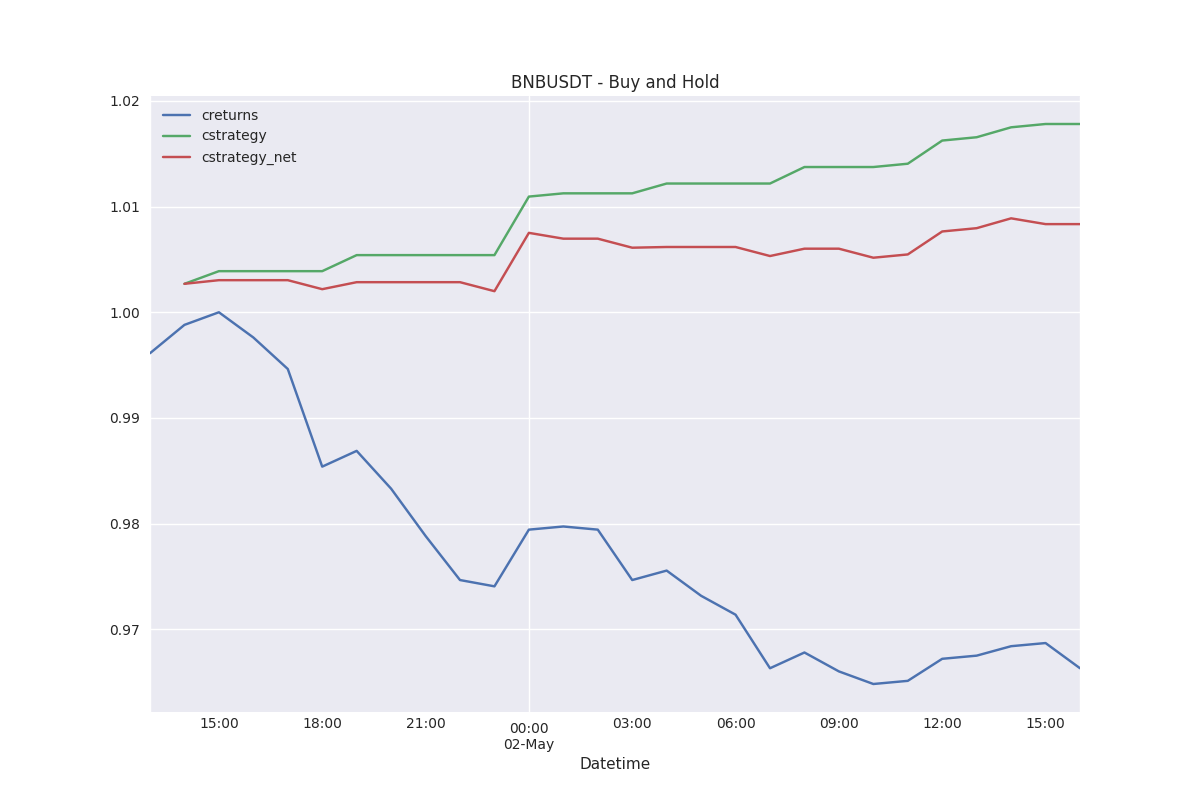 BNBUSDT - Buy and Hold
creturns
cstrategy
cstrategy_net
1.02
1.01
1.00
0.99
0.98
0.97
15:00 18:00 21:00 00:00 03:00 06:00 09:00 12:00 15:00
02-May
Datetime